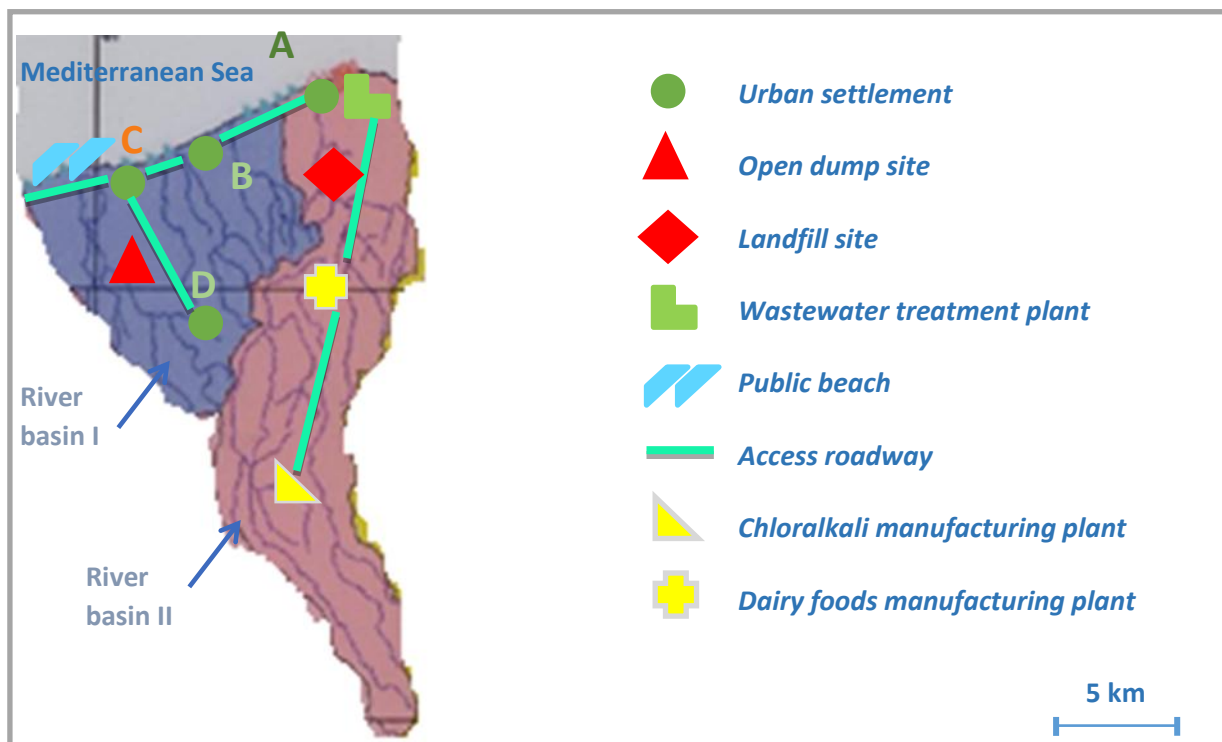 A
Mediterranean Sea
C
B
D
River
basin I
River
basin II
Urban settlement
Open dump site
Landfill site
Wastewater treatment plant
Public beach
Access roadway
Chloralkali manufacturing plant
Dairy foods manufacturing plant
5 km